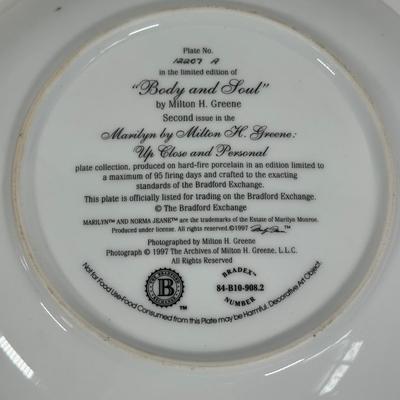 Plate No.
12207 A
in the limited edition of
"Body and Soul"
by Milton H. Greene
Second issue in the
Marilyn by Milton H. Greene:
Up Close and Personal
plate collection, produced on hard-fire porcelain in an edition limited to
a maximum of 95 firing days and crafted to the exacting
standards of the Bradford Exchange.
This plate is officially listed for trading on the Bradford Exchange.
© The Bradford Exchange
MARILYN™ AND NORMA JEANE™ are the trademarks of the Estate of Marilyn Monroe.
Produced under license. All rights reserved.©1997 ™
Photographed by Milton H. Greene
Photograph © 1997 The Archives of Milton H. Greene, L.L.C.
All Rights Reserved
THE BRADFORD
B
EXCHANGE
™
BRADEX™
84-B10-908.2
NUMBER
Not for Food Use-Food Consumed from this Plate may be Harmful. Decorative Art Object.